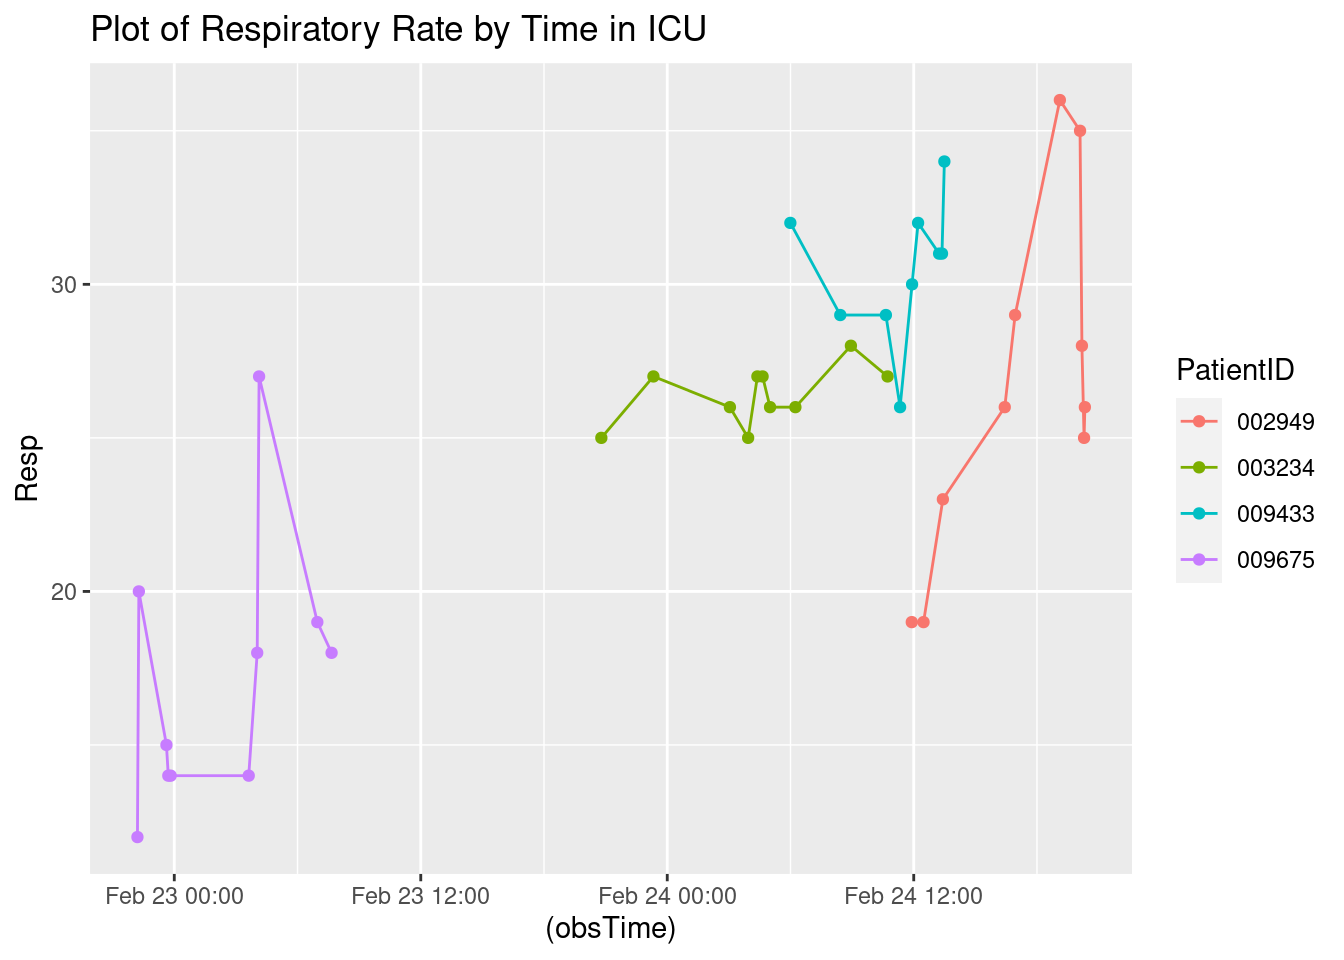 Plot of Respiratory Rate by Time in ICU
Resp
30
20
Feb 23 00:00
Feb 23 12:00
Feb 24 00:00
Feb 24 12:00
(obsTime)
PatientID
002949
003234
009433
009675